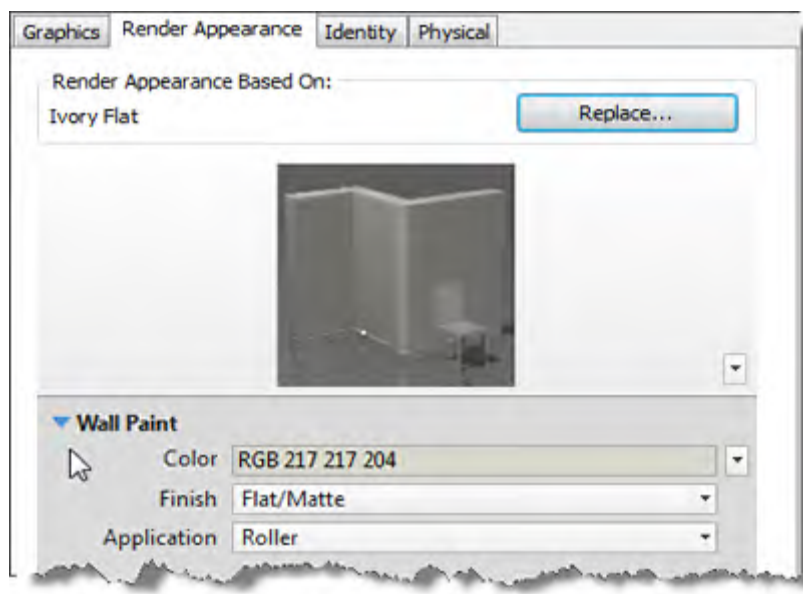 Graphics Render Appearance Identity Physical
Render Appearance Based On:
Ivory Flat Replace...
Wall Paint
Color RGB 217 217 204
Finish Flat/Matte
Application Roller